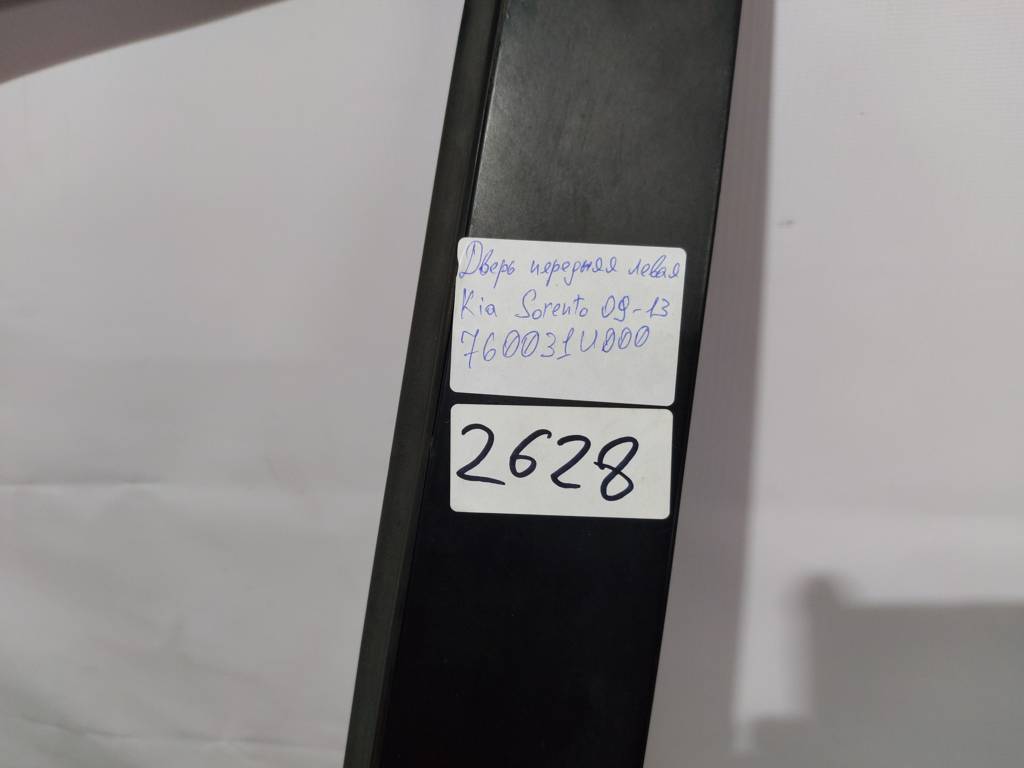 Дверь передняя левая
Kia Sorento 09-13
760031U000
2628